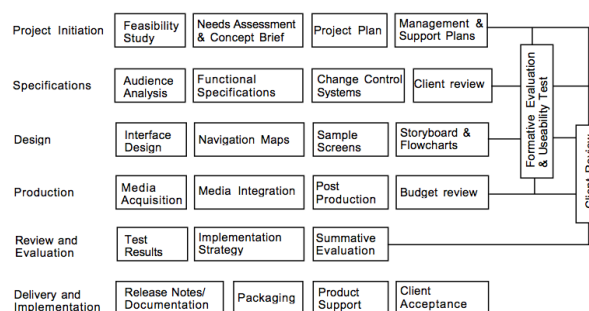 Project Initiation
Feasibility
Study
Needs Assessment
& Concept Brief
Project Plan
Management &
Support Plans
Specifications
Audience
Analysis
Functional
Specifications
Change Control
Systems
Client review
Formative Evaluation
& Useability Test
Design
Interface
Design
Navigation Maps
Sample
Screens
Storyboard &
Flowcharts
Client Review
Production
Media
Acquisition
Media Integration
Post
Production
Budget review
Review and
Evaluation
Test
Results
Implementation
Strategy
Summative
Evaluation
Delivery and
Implementation
Release Notes/
Documentation
Packaging
Product
Support
Client
Acceptance